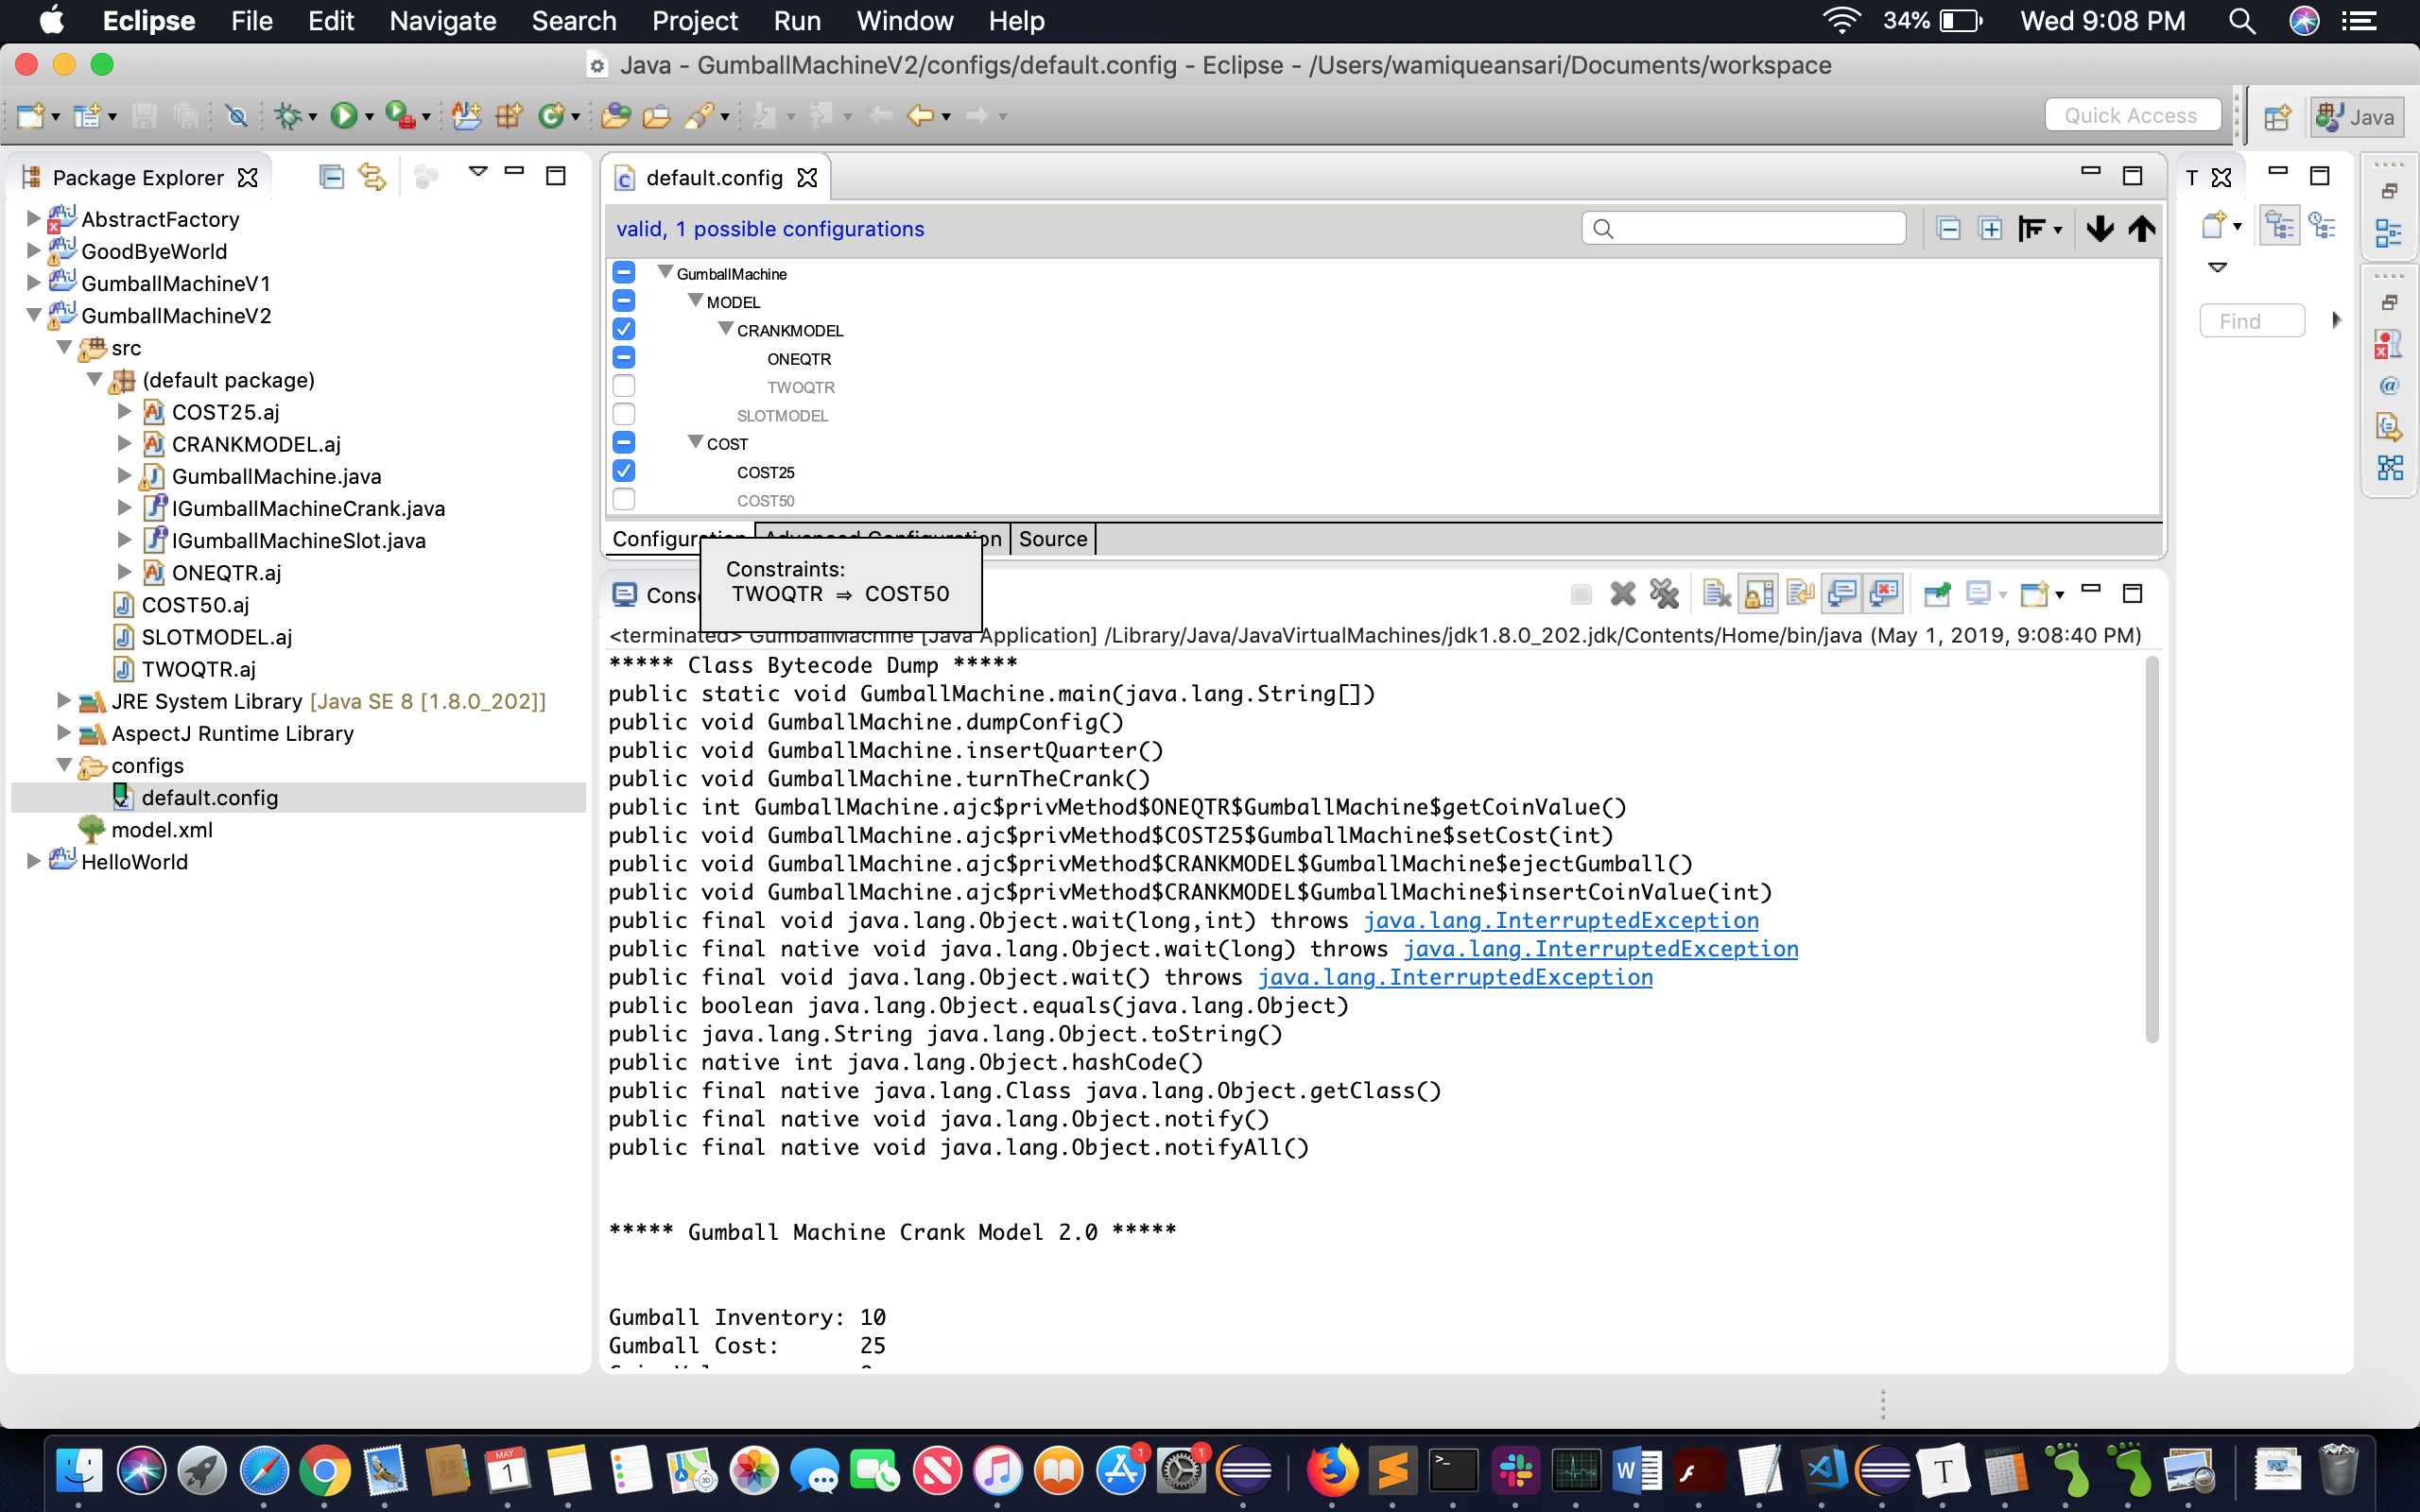 Eclipse File Edit Navigate Search Project Run Window Help 34% Wed 9:08 PM
Java - GumballMachineV2/configs/default.config - Eclipse - /Users/wamiqueansari/Documents/workspace
Quick Access
Java
Package Explorer
AbstractFactory
GoodByeWorld
GumballMachineV1
GumballMachineV2
src
(default package)
COST25.aj
CRANKMODEL.aj
GumballMachine.java
IGumballMachineCrank.java
IGumballMachineSlot.java
ONEQTR.aj
COST50.aj
SLOTMODEL.aj
TWOQTR.aj
JRE System Library [Java SE 8 [1.8.0_202]]
AspectJ Runtime Library
configs
default.config
model.xml
HelloWorld
default.config
valid, 1 possible configurations
GumballMachine
MODEL
CRANKMODEL
ONEQTR
TWOQTR
SLOTMODEL
COST
COST25
COST50
Configuration Advanced Configuration Source
Constraints:
TWOQTR ⇒ COST50
T
Find
Cons
<terminated> GumballMachine [Java Application] /Library/Java/JavaVirtualMachines/jdk1.8.0_202.jdk/Contents/Home/bin/java (May 1, 2019, 9:08:40 PM)
***** Class Bytecode Dump *****
public static void GumballMachine.main(java.lang.String[])
public void GumballMachine.dumpConfig()
public void GumballMachine.insertQuarter()
public void GumballMachine.turnTheCrank()
public int GumballMachine.ajc$privMethod$ONEQTR$GumballMachine$getCoinValue()
public void GumballMachine.ajc$privMethod$COST25$GumballMachine$setCost(int)
public void GumballMachine.ajc$privMethod$CRANKMODEL$GumballMachine$ejectGumball()
public void GumballMachine.ajc$privMethod$CRANKMODEL$GumballMachine$insertCoinValue(int)
public final void java.lang.Object.wait(long,int) throws java.lang.InterruptedException
public final native void java.lang.Object.wait(long) throws java.lang.InterruptedException
public final void java.lang.Object.wait() throws java.lang.InterruptedException
public boolean java.lang.Object.equals(java.lang.Object)
public java.lang.String java.lang.Object.toString()
public native int java.lang.Object.hashCode()
public final native java.lang.Class java.lang.Object.getClass()
public final native void java.lang.Object.notify()
public final native void java.lang.Object.notifyAll()
***** Gumball Machine Crank Model 2.0 *****
Gumball Inventory: 10
Gumball Cost: 25
MAY
1
1
1